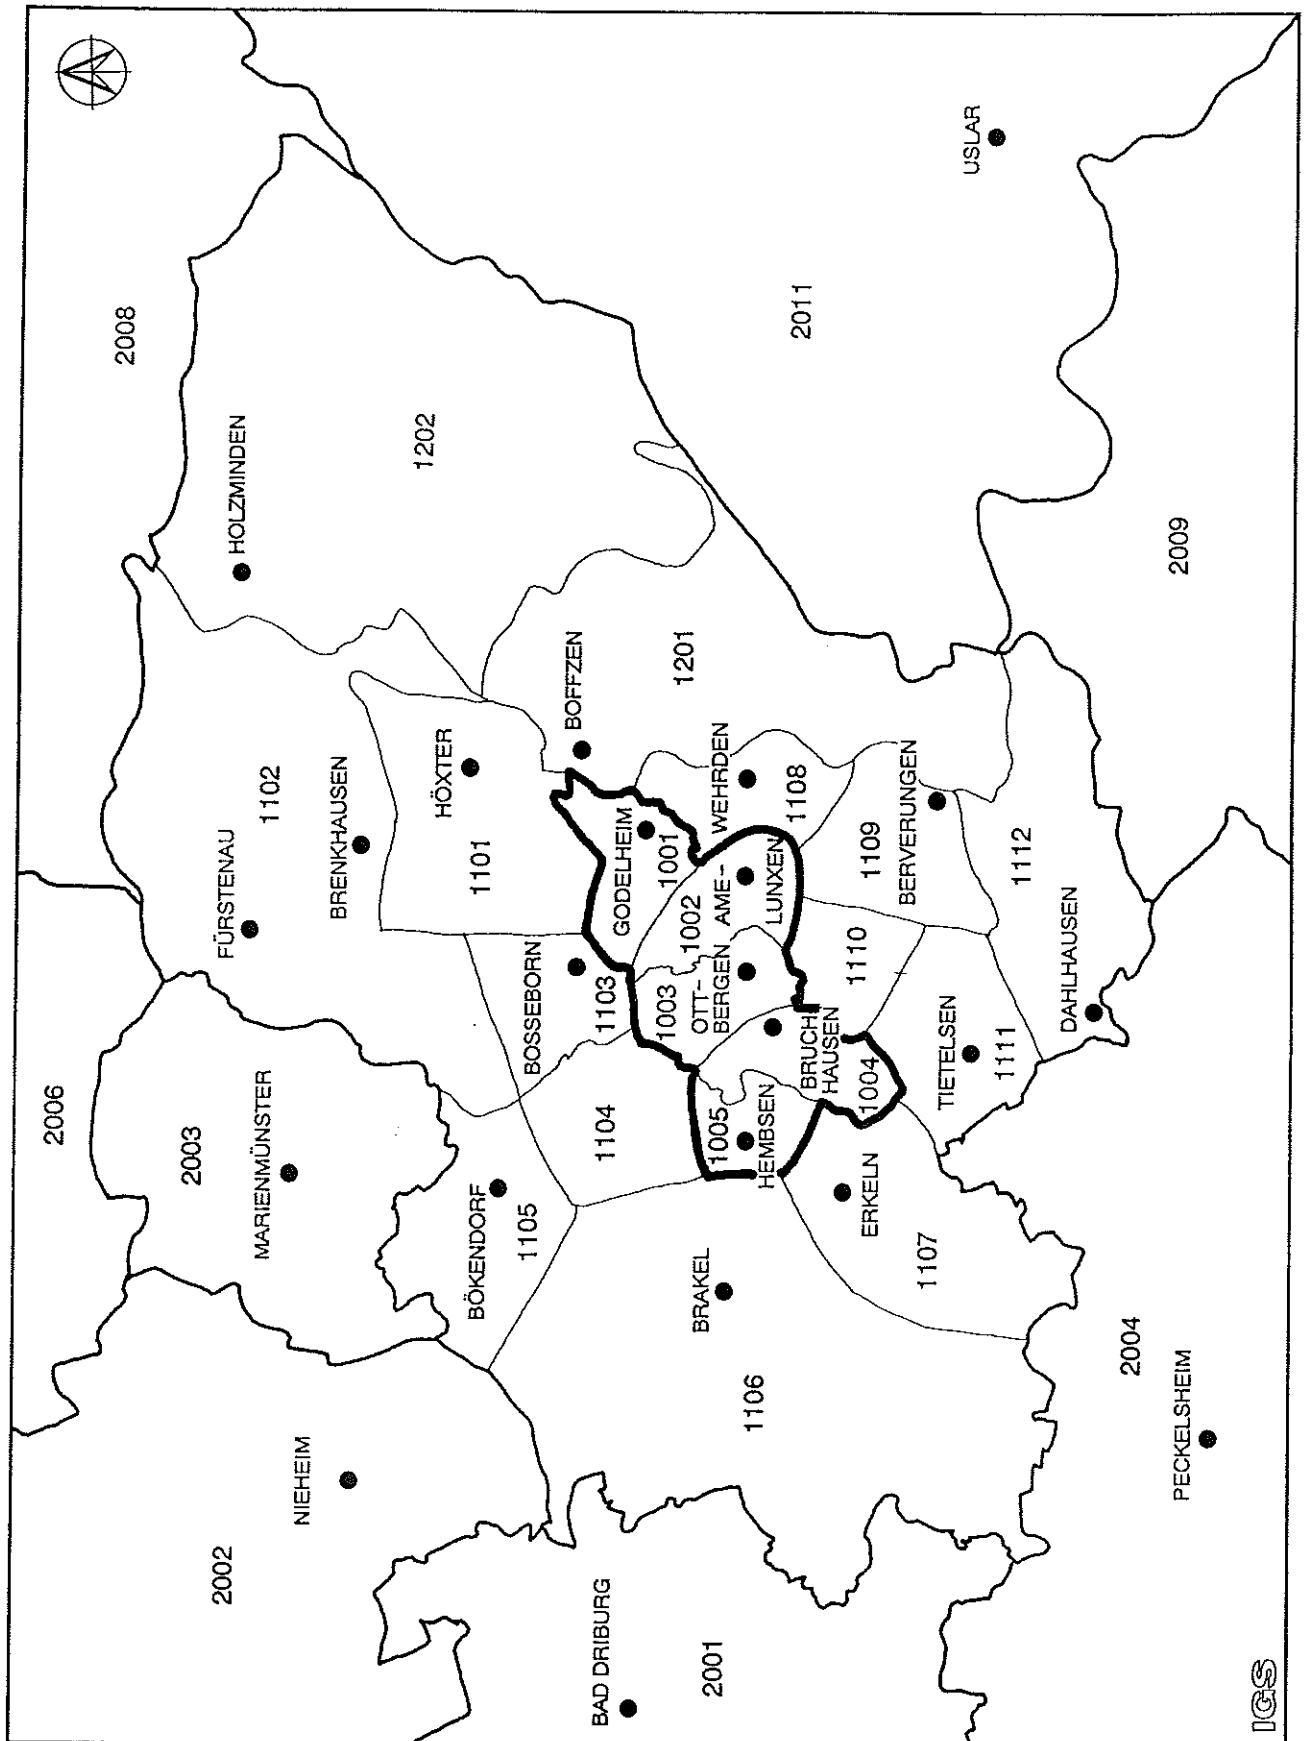 2008
2006
2003
MARIENMÜNSTER
FÜRSTENAU
1102
BRENKHAUSEN
HOLZMINDEN
1202
2002
NIEHEIM
BÖKENDORF
1105
1104
BOSSEBORN
1103
HÖXTER
1101
BOFFZEN
1201
2011
USLAR
BAD DRIBURG
2001
1106
BRAKEL
1005
HEMBSEN
1003
OTT-
BERGEN
1002
AME-
LUNXEN
GODELHEIM
1001
WEHRDEN
1108
BRUCH
HAUSEN
1004
ERKELN
1107
1110
1109
BERVERUNGEN
TIETELSEN
1111
1112
DAHLHAUSEN
2009
2004
PECKELSHEIM
IGS